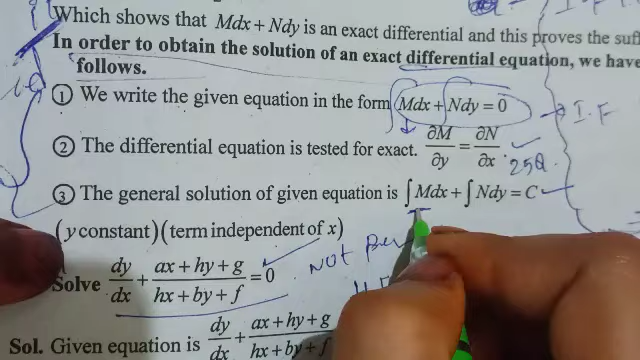 I.F
Which shows that Mdx + Ndy is an exact differential and this proves the suf
In order to obtain the solution of an exact differential equation, we have
follows.
① We write the given equation in the form Mdx + Ndy = 0 → I.F
② The differential equation is tested for exact. ∂M/∂y = ∂N/∂x . 25Q
③ The general solution of given equation is ∫ Mdx + ∫ Ndy = C
(y constant) (term independent of x)
Solve dy/dx + (ax + hy + g)/(hx + by + f) = 0 NOT
Sol. Given equation is dy/dx + (ax + hy + g)/(hx + by + f)